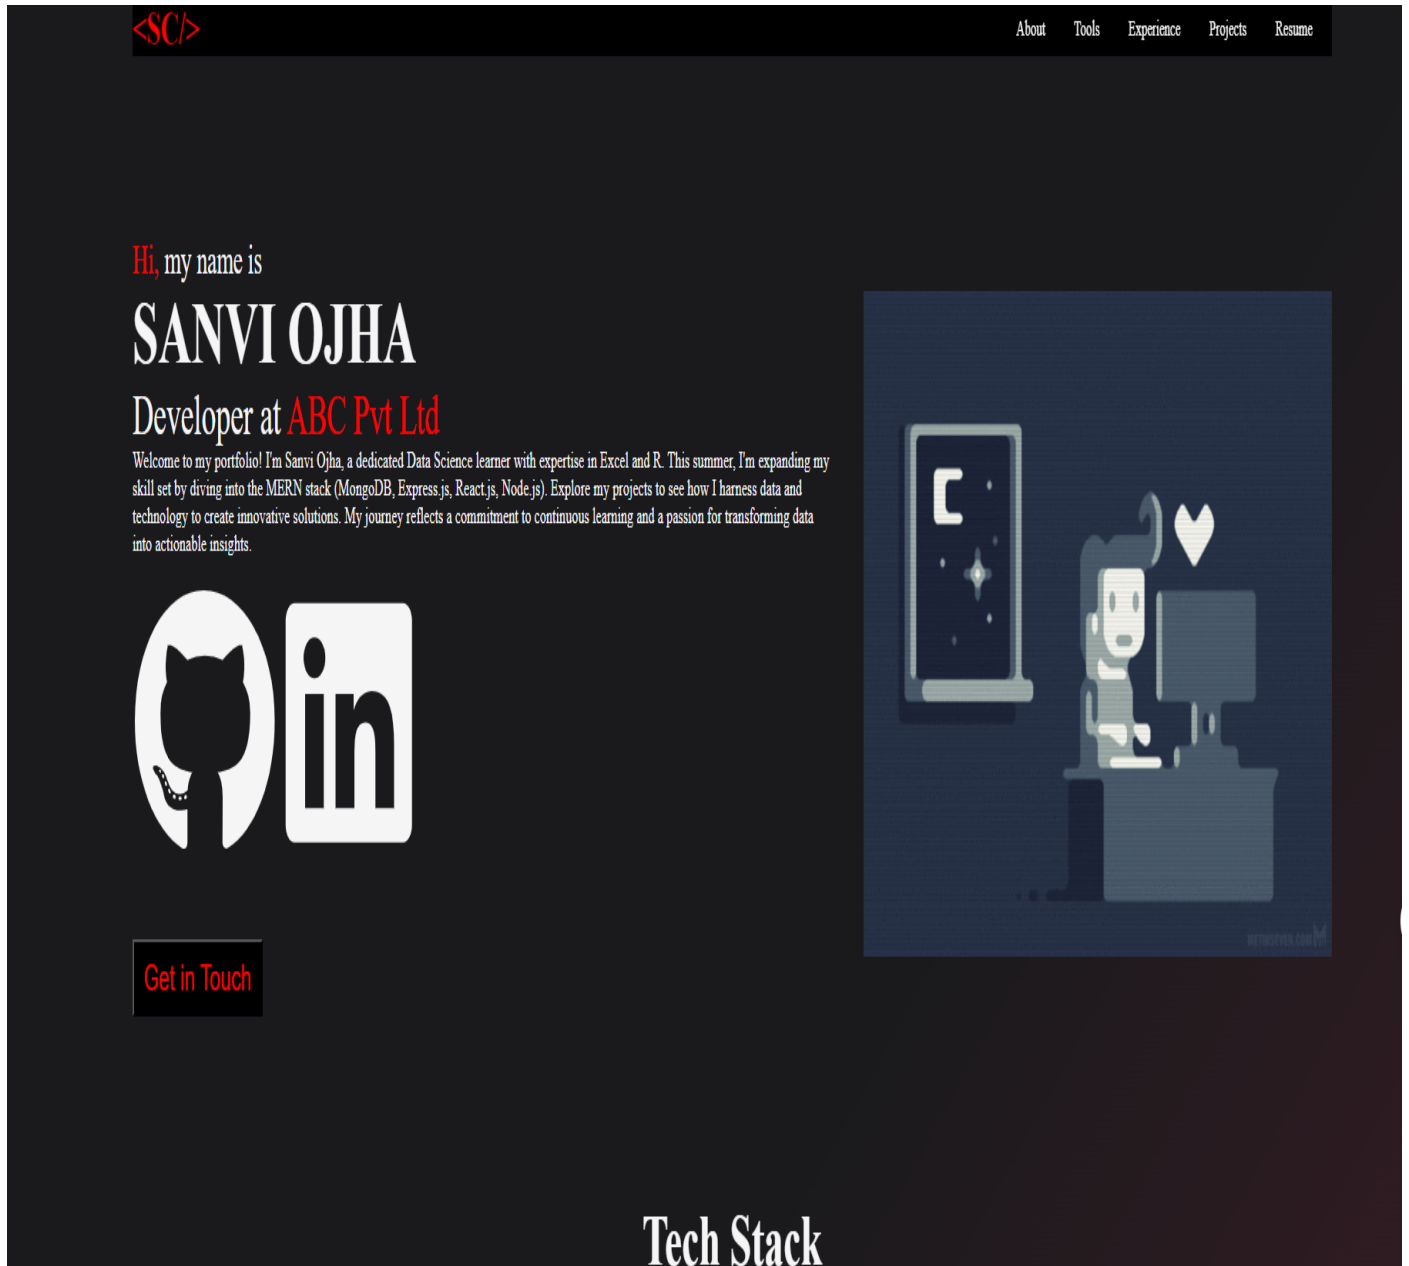 <SC/>
About Tools Experience Projects Resume
Hi, my name is
SANVI OJHA
Developer at ABC Pvt Ltd
Welcome to my portfolio! I'm Sanvi Ojha, a dedicated Data Science learner with expertise in Excel and R. This summer, I'm expanding my
skill set by diving into the MERN stack (MongoDB, Express.js, React.js, Node.js). Explore my projects to see how I harness data and
technology to create innovative solutions. My journey reflects a commitment to continuous learning and a passion for transforming data
into actionable insights.
in
METINSEVEN.COM
Get in Touch
Tech Stack